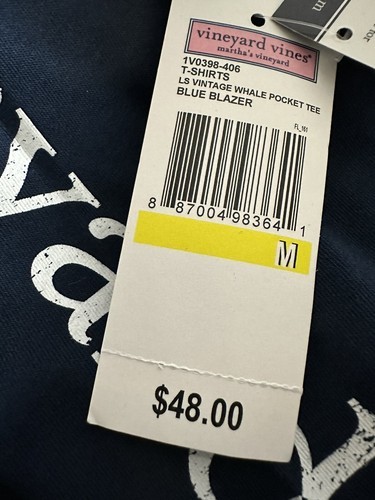 vineyard vines®
martha's vineyard
1V0398-406
T-SHIRTS
LS VINTAGE WHALE POCKET TEE
BLUE BLAZER
8 87004 98364 1
M
$48.00
ya